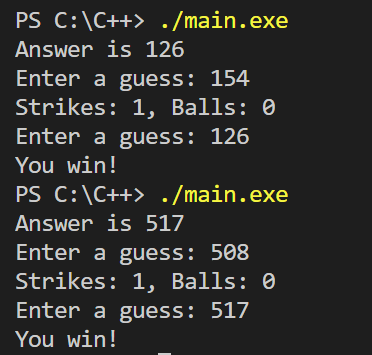 PS C:\C++> ./main.exe
Answer is 126
Enter a guess: 154
Strikes: 1, Balls: 0
Enter a guess: 126
You win!
PS C:\C++> ./main.exe
Answer is 517
Enter a guess: 508
Strikes: 1, Balls: 0
Enter a guess: 517
You win!